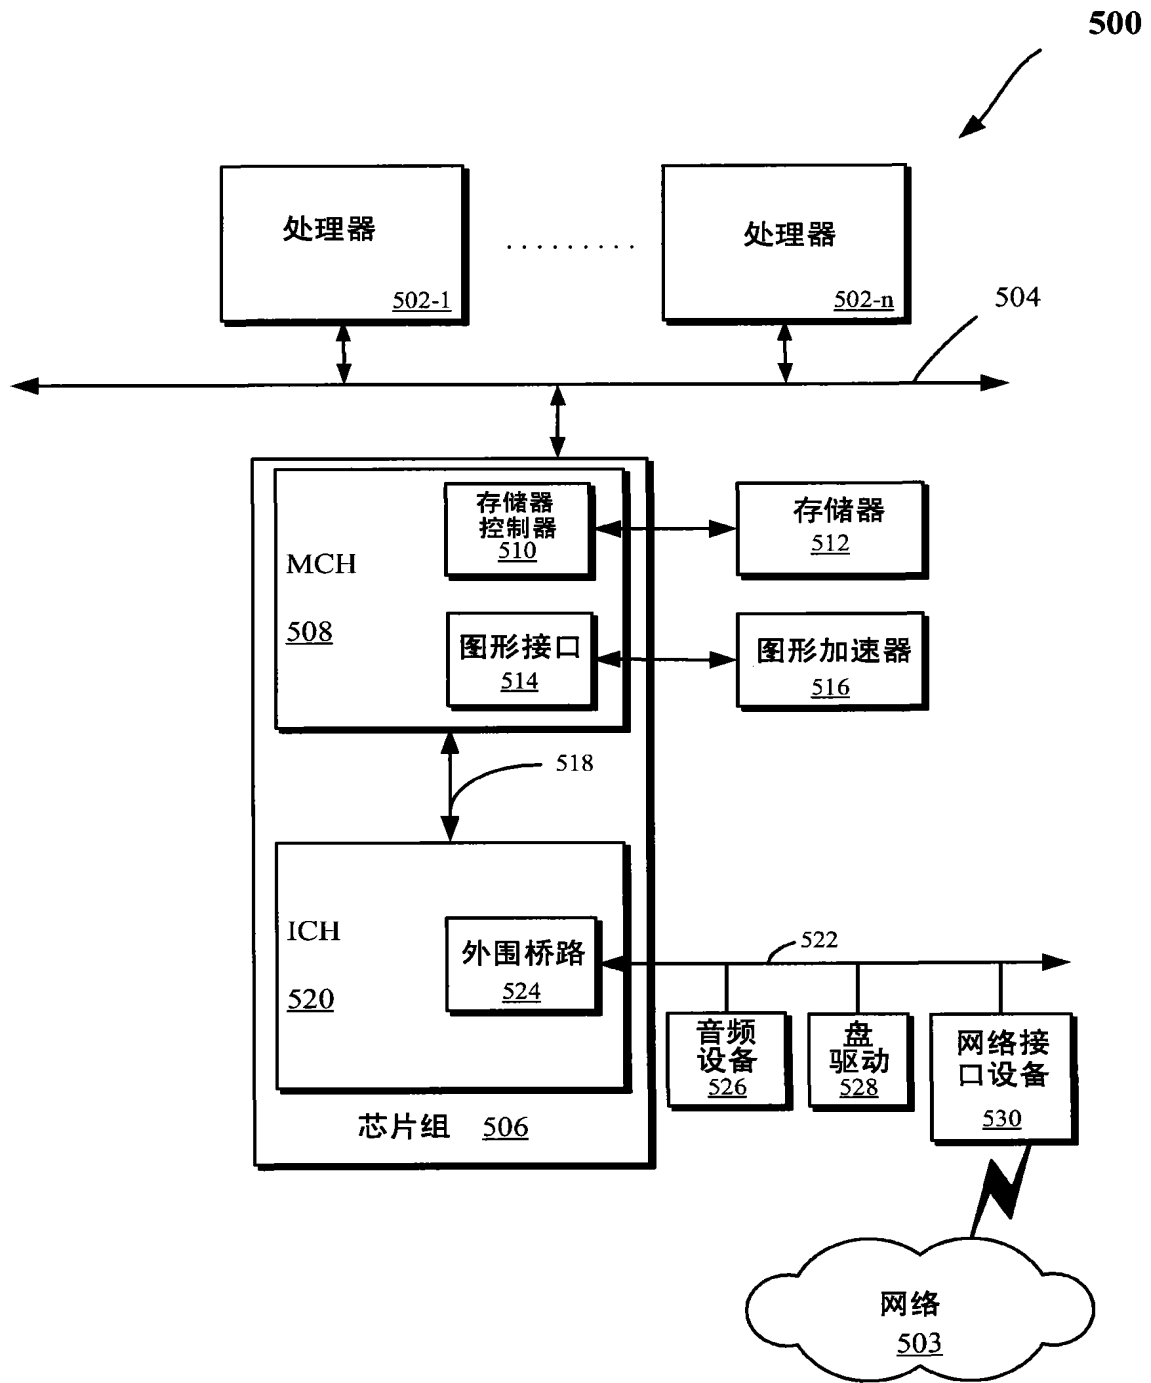 500
处理器
502-1
.........
处理器
502-n
504
MCH
508
存储器
控制器
510
存储器
512
图形接口
514
图形加速器
516
518
ICH
520
外围桥路
524
522
音频
设备
526
盘
驱动
528
网络接
口设备
530
芯片组 506
网络
503